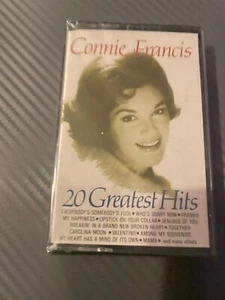 Connie Francis
20 Greatest Hits
EVERYBODY'S SOMEBODY'S FOOL • WHO'S SORRY NOW • FRANKIE
MY HAPPINESS • LIPSTICK ON YOUR COLLAR • JEALOUS OF YOU
BREAKIN' IN A BRAND NEW BROKEN HEART • TOGETHER
CAROLINA MOON • VALENTINO • AMONG MY SOUVENIRS
MY HEART HAS A MIND OF ITS OWN • MAMA • and many others